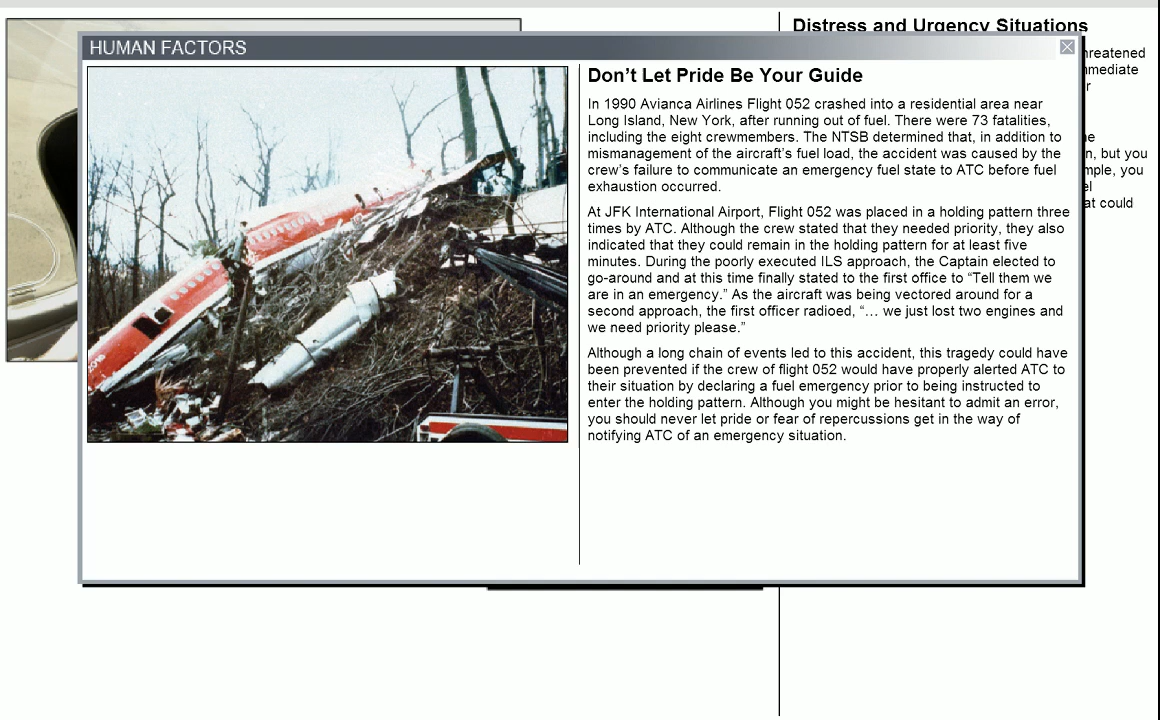 Distress and Urgency Situations
HUMAN FACTORS
Don't Let Pride Be Your Guide
In 1990 Avianca Airlines Flight 052 crashed into a residential area near
Long Island, New York, after running out of fuel. There were 73 fatalities,
including the eight crewmembers. The NTSB determined that, in addition to
mismanagement of the aircraft's fuel load, the accident was caused by the
crew's failure to communicate an emergency fuel state to ATC before fuel
exhaustion occurred.
At JFK International Airport, Flight 052 was placed in a holding pattern three
times by ATC. Although the crew stated that they needed priority, they also
indicated that they could remain in the holding pattern for at least five
minutes. During the poorly executed ILS approach, the Captain elected to
go-around and at this time finally stated to the first office to “Tell them we
are in an emergency.” As the aircraft was being vectored around for a
second approach, the first officer radioed, “... we just lost two engines and
we need priority please.”
Although a long chain of events led to this accident, this tragedy could have
been prevented if the crew of flight 052 would have properly alerted ATC to
their situation by declaring a fuel emergency prior to being instructed to
enter the holding pattern. Although you might be hesitant to admit an error,
you should never let pride or fear of repercussions get in the way of
notifying ATC of an emergency situation.
, but you
you
at could